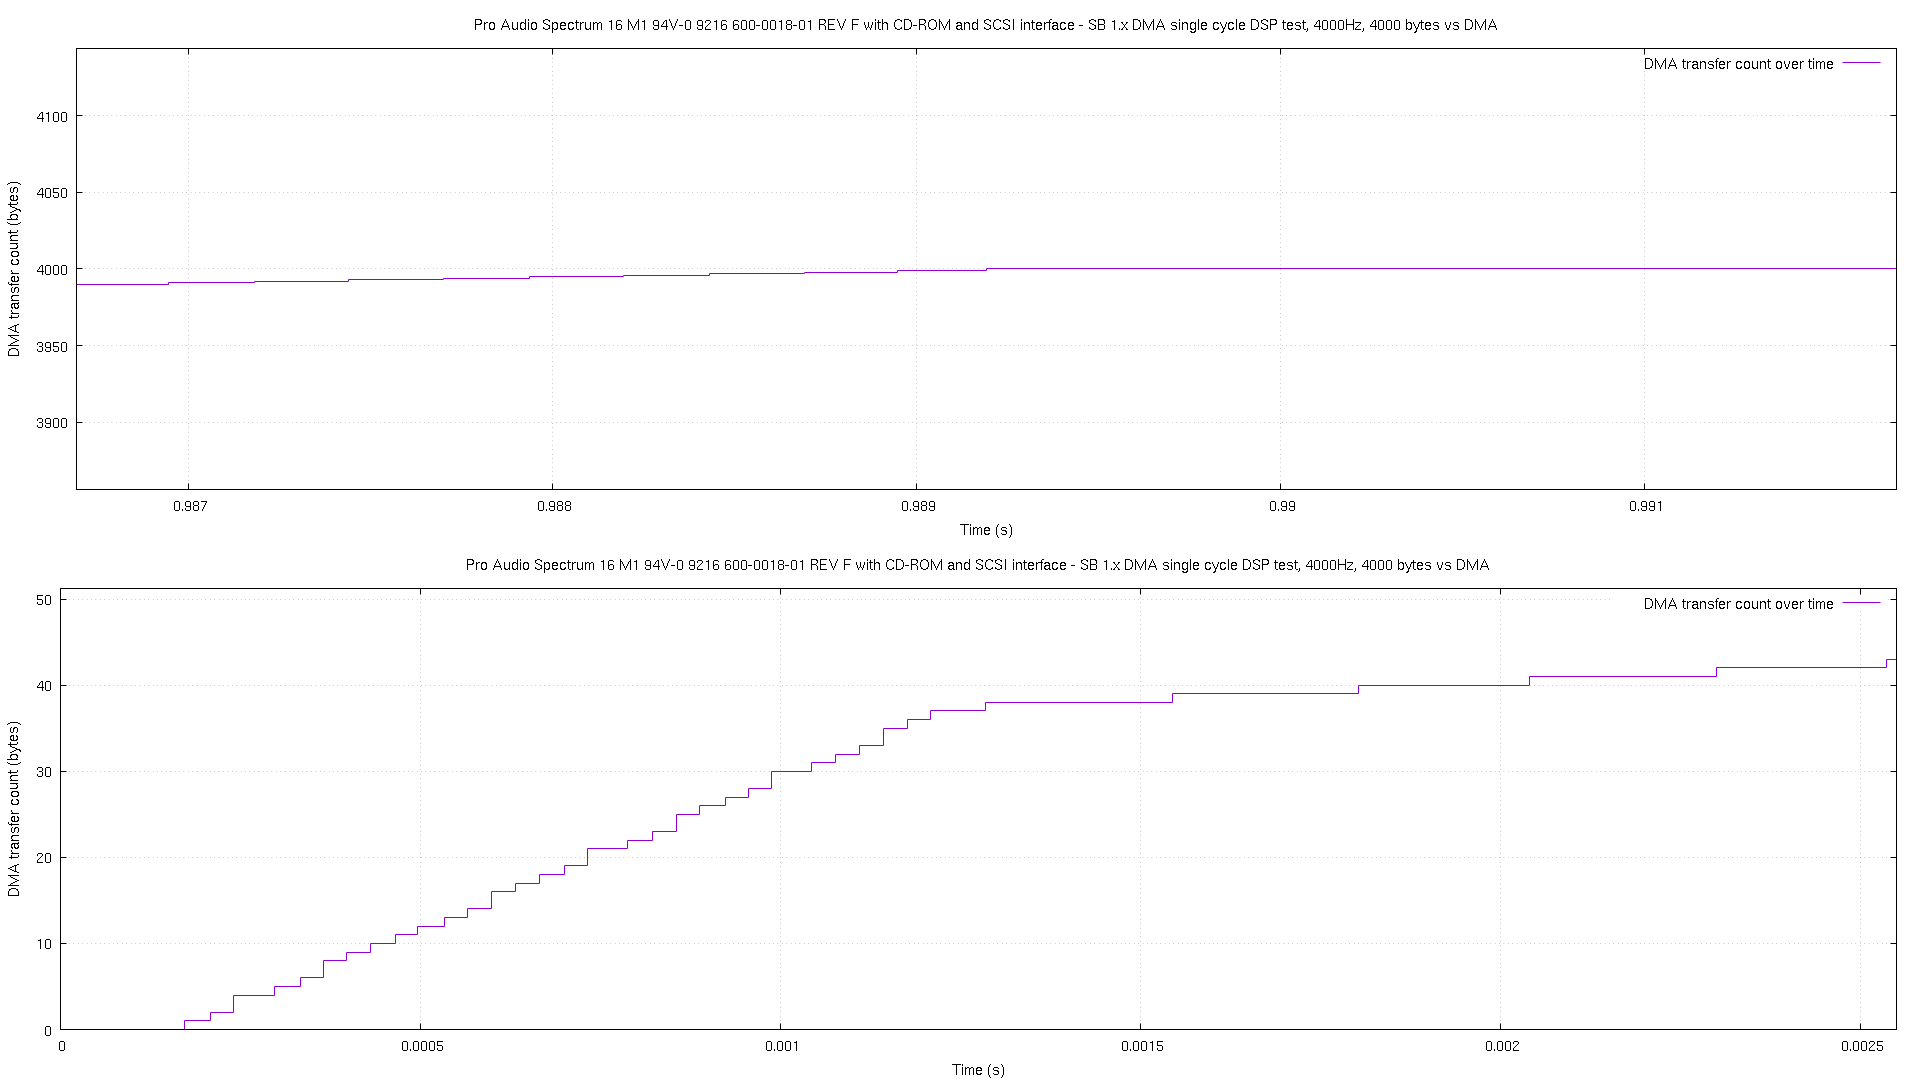 Pro Audio Spectrum 16 M1 94V-0 9216 600-0018-01 REV F with CD-ROM and SCSI interface - SB 1.x DMA single cycle DSP test, 4000Hz, 4000 bytes vs DMA
DMA transfer count over time
4100
4050
4000
3950
3900
DMA transfer count (bytes)
0.987 0.988 0.989 0.99 0.991
Time (s)
Pro Audio Spectrum 16 M1 94V-0 9216 600-0018-01 REV F with CD-ROM and SCSI interface - SB 1.x DMA single cycle DSP test, 4000Hz, 4000 bytes vs DMA
DMA transfer count over time
50
40
30
20
10
0
DMA transfer count (bytes)
0 0.0005 0.001 0.0015 0.002 0.0025
Time (s)